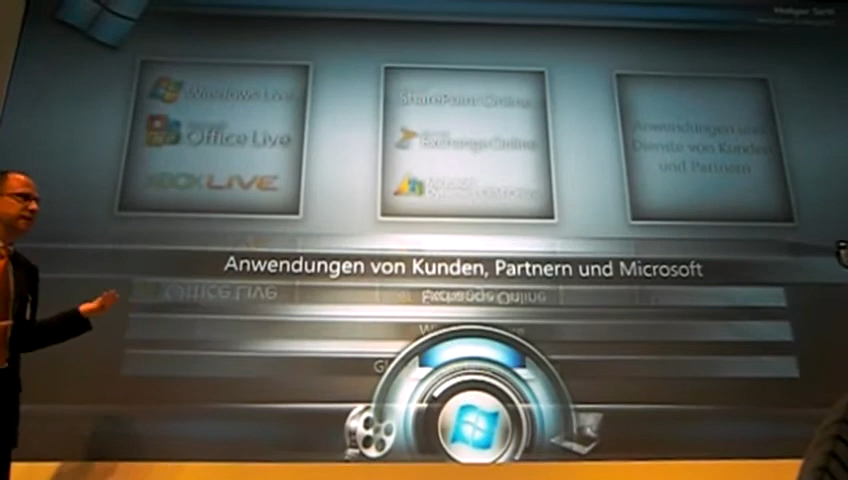 Windows Live
Office Live
XBOX LIVE
SharePoint Online
Exchange Online
Anwendungen und
Dienste von Kunden
und Partnern
Anwendungen von Kunden, Partnern und Microsoft
Office Live
Exchange Online